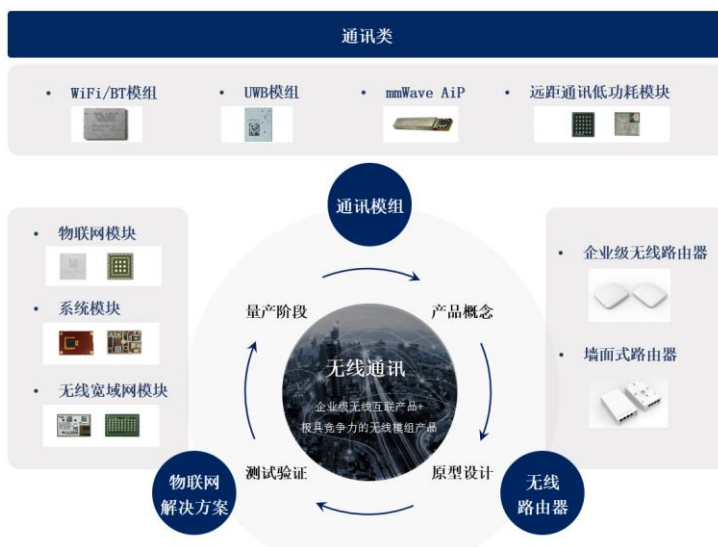 通讯类
• WiFi/BT模组
• UWB模组
• mmWave AiP
• 远距通讯低功耗模块
通讯模组
• 物联网模块
• 系统模块
• 无线宽域网模块
量产阶段
产品概念
无线通讯
企业级无线互联产品+
极具竞争力的无线模组产品
测试验证
原型设计
• 企业级无线路由器
• 墙面式路由器
物联网
解决方案
无线
路由器